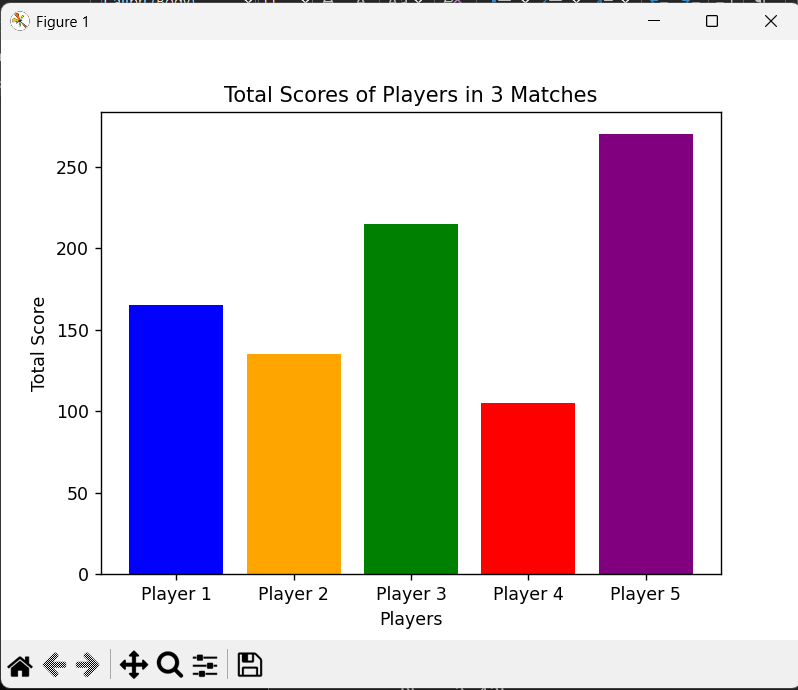 Figure 1
Total Scores of Players in 3 Matches
Total Score
250
200
150
100
50
0
Player 1 Player 2 Player 3 Player 4 Player 5
Players